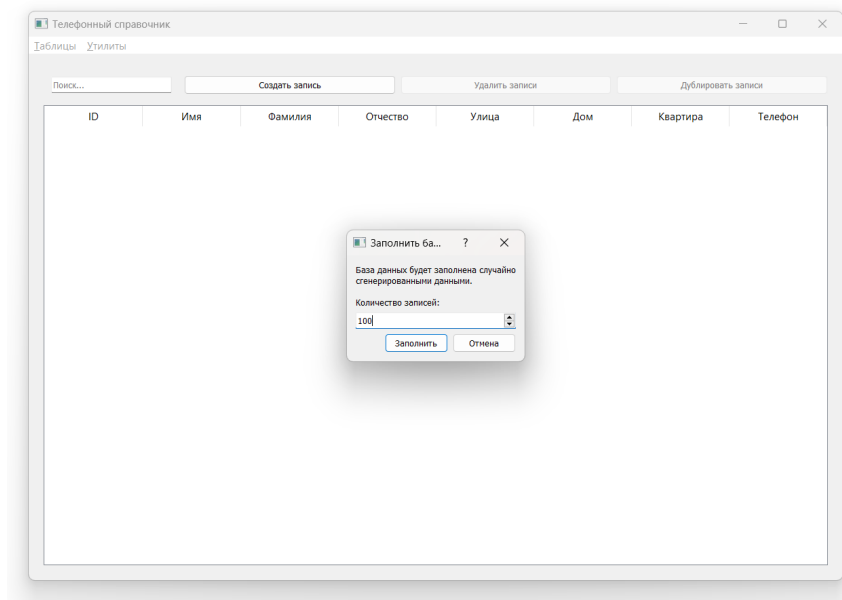 Телефонный справочник
Таблицы Утилиты
Поиск... Создать запись Удалить записи Дублировать записи
ID Имя Фамилия Отчество Улица Дом Квартира Телефон
Заполнить ба... ?
База данных будет заполнена случайно
сгенерированными данными.
Количество записей:
100
Заполнить Отмена